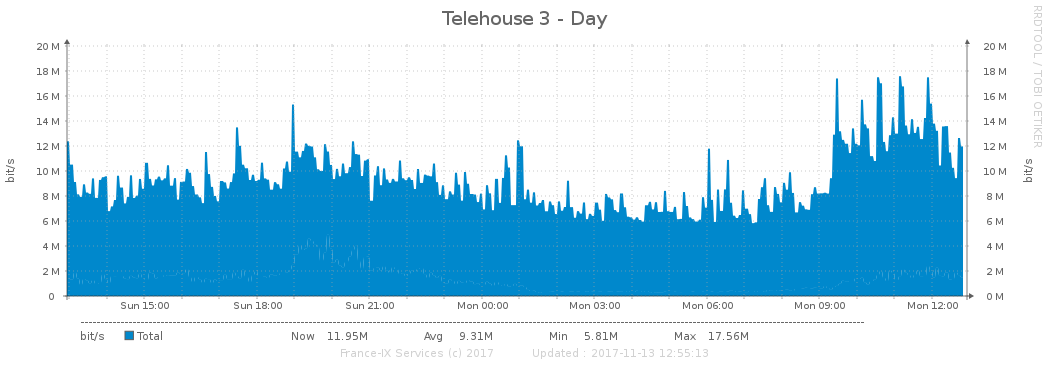 Telehouse 3 - Day
RRDTOOL / TOBI OETIKER
bit/s
20 M 20 M
18 M 18 M
16 M 16 M
14 M 14 M
12 M 12 M
10 M 10 M
8 M 8 M
6 M 6 M
4 M 4 M
2 M 2 M
0 0 M
bit/s
Sun 15:00 Sun 18:00 Sun 21:00 Mon 00:00 Mon 03:00 Mon 06:00 Mon 09:00 Mon 12:00
bit/s Total Now 11.95M Avg 9.31M Min 5.81M Max 17.56M
France-IX Services (c) 2017 Updated : 2017-11-13 12:55:13